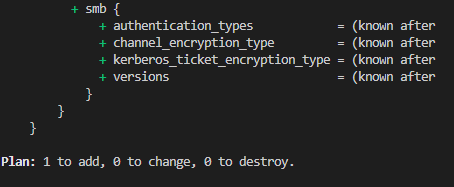 + smb {
+ authentication_types = (known after
+ channel_encryption_type = (known after
+ kerberos_ticket_encryption_type = (known after
+ versions = (known after
}
}
}
Plan: 1 to add, 0 to change, 0 to destroy.